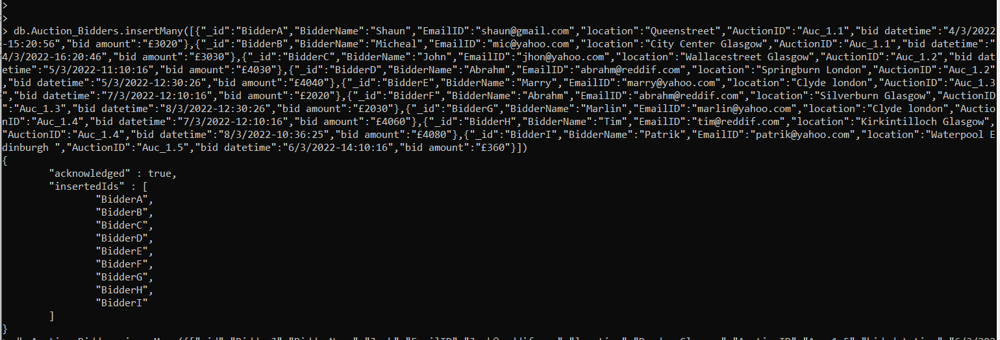 >
>
> db.Auction_Bidders.insertMany([{"_id":"BidderA","BidderName":"Shaun","EmailID":"shaun@gmail.com","location":"Queenstreet","AuctionID":"Auc_1.1","bid datetime":"4/3/2022
-15:20:56","bid amount":"£3020"},{"_id":"BidderB","BidderName":"Micheal","EmailID":"mic@yahoo.com","location":"City Center Glasgow","AuctionID":"Auc_1.1","bid datetime":"
4/3/2022-16:20:46","bid amount":"£3030"},{"_id":"BidderC","BidderName":"John","EmailID":"jhon@yahoo.com","location":"Wallacestreet Glasgow","AuctionID":"Auc_1.2","bid dat
etime":"5/3/2022-11:10:16","bid amount":"£4030"},{"_id":"BidderD","BidderName":"Abrahm","EmailID":"abrahm@reddif.com","location":"Springburn London","AuctionID":"Auc_1.2"
,"bid datetime":"5/3/2022-12:30:26","bid amount":"£4040"},{"_id":"BidderE","BidderName":"Marry","EmailID":"marry@yahoo.com","location":"Clyde london","AuctionID":"Auc_1.3
","bid datetime":"7/3/2022-12:10:16","bid amount":"£2020"},{"_id":"BidderF","BidderName":"Abrahm","EmailID":"abrahm@reddif.com","location":"Silverburn Glasgow","AuctionID
":"Auc_1.3","bid datetime":"8/3/2022-12:30:26","bid amount":"£2030"},{"_id":"BidderG","BidderName":"Marlin","EmailID":"marlin@yahoo.com","location":"Clyde london","Auctio
nID":"Auc_1.4","bid datetime":"7/3/2022-12:10:16","bid amount":"£4060"},{"_id":"BidderH","BidderName":"Tim","EmailID":"tim@reddif.com","location":"Kirkintilloch Glasgow",
"AuctionID":"Auc_1.4","bid datetime":"8/3/2022-10:36:25","bid amount":"£4080"},{"_id":"BidderI","BidderName":"Patrik","EmailID":"patrik@yahoo.com","location":"Waterpool E
dinburgh ","AuctionID":"Auc_1.5","bid datetime":"6/3/2022-14:10:16","bid amount":"£360"}])
{
"acknowledged" : true,
"insertedIds" : [
"BidderA",
"BidderB",
"BidderC",
"BidderD",
"BidderE",
"BidderF",
"BidderG",
"BidderH",
"BidderI"
]
}